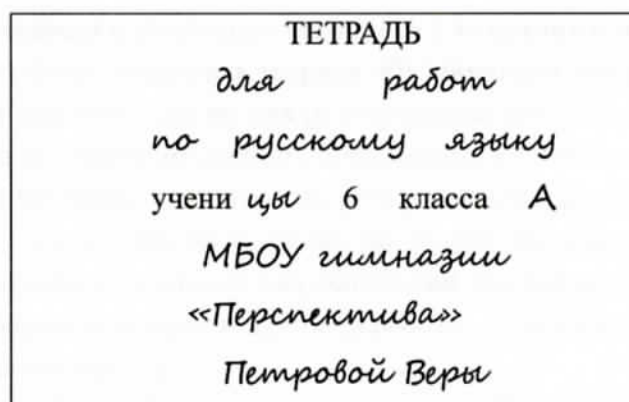 ТЕТРАДЬ
для работ
по русскому языку
учени цы 6 класса А
МБОУ гимназии
«Перспектива»
Петровой Веры